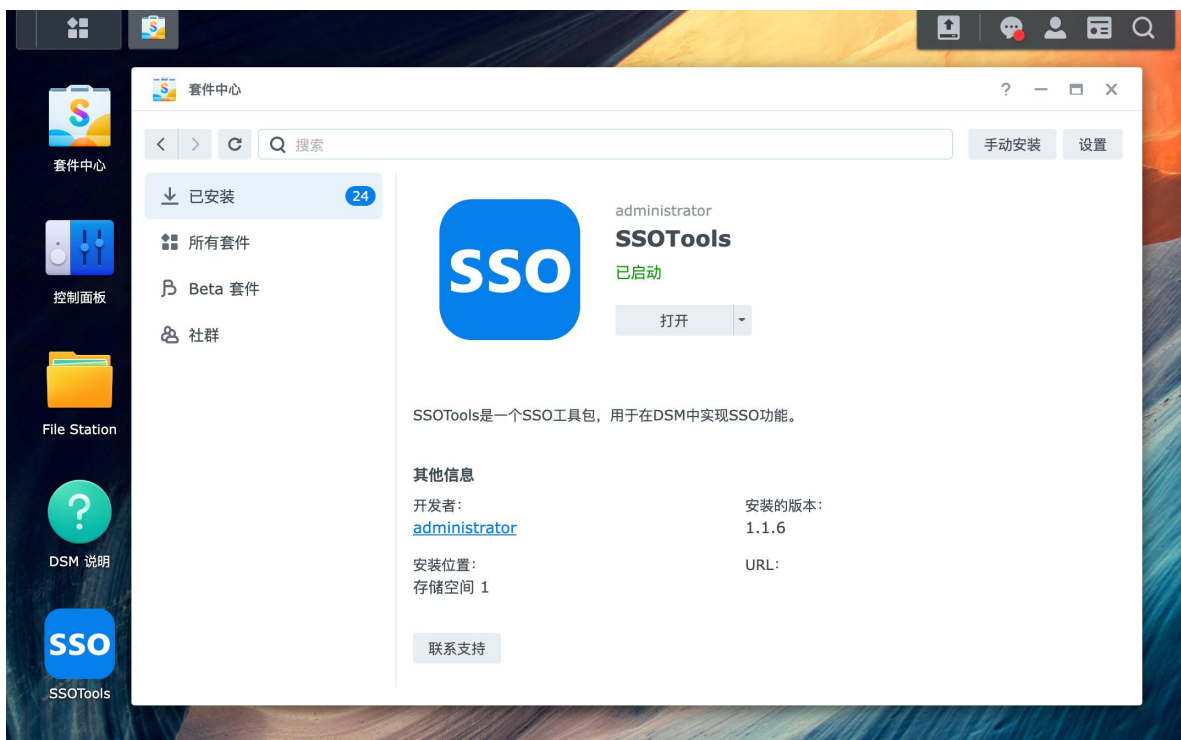 套件中心
搜索
手动安装
设置
套件中心
控制面板
File Station
DSM 说明
SSO
SSOTools
已安装
24
所有套件
Beta 套件
社群
SSO
administrator
SSOTools
已启动
打开
SSOTools是一个SSO工具包，用于在DSM中实现SSO功能。
其他信息
开发者：
administrator
安装的版本：
1.1.6
安装位置：
存储空间 1
URL：
联系支持